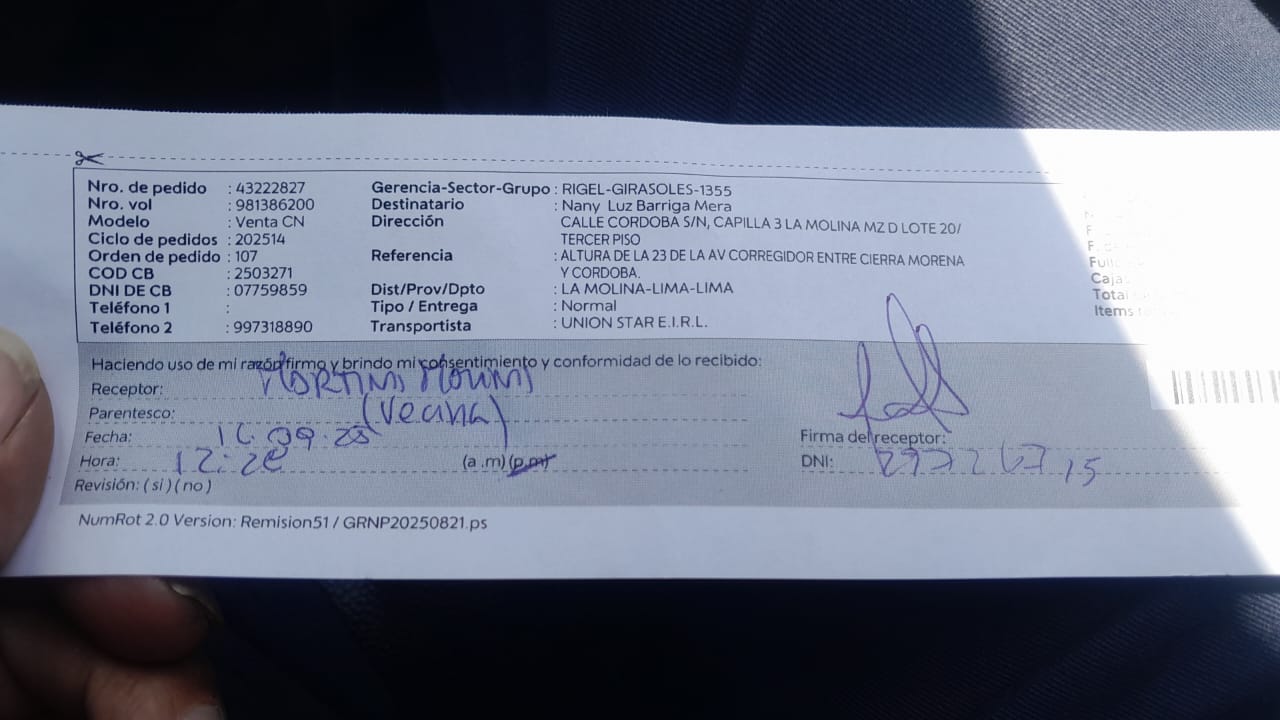 Nro. de pedido : 43222827 Gerencia-Sector-Grupo : RIGEL-GIRASOLES-1355
Nro. vol : 981386200 Destinatario : Nany Luz Barriga Mera
Modelo : Venta CN Dirección CALLE CORDOBA S/N, CAPILLA 3 LA MOLINA MZ D LOTE 20/
Ciclo de pedidos : 202514 : TERCER PISO
Orden de pedido : 107 Referencia : ALTURA DE LA 23 DE LA AV CORREGIDOR ENTRE CIERRA MORENA
COD CB : 2503271 Y CORDOBA.
DNI DE CB : 07759859 Dist/Prov/Dpto : LA MOLINA-LIMA-LIMA
Teléfono 1 : Tipo / Entrega : Normal
Teléfono 2 : 997318890 Transportista : UNION STAR E.I.R.L.
Cajas
Total
Items
Haciendo uso de mi razón firmo y brindo mi consentimiento y conformidad de lo recibido:
Receptor:
Parentesco: (Vecina)
Fecha: Firma del receptor:
Hora: (a .m) (p.m) DNI:
Revisión: ( si ) ( no )
NumRot 2.0 Version: Remision51 / GRNP20250821.ps